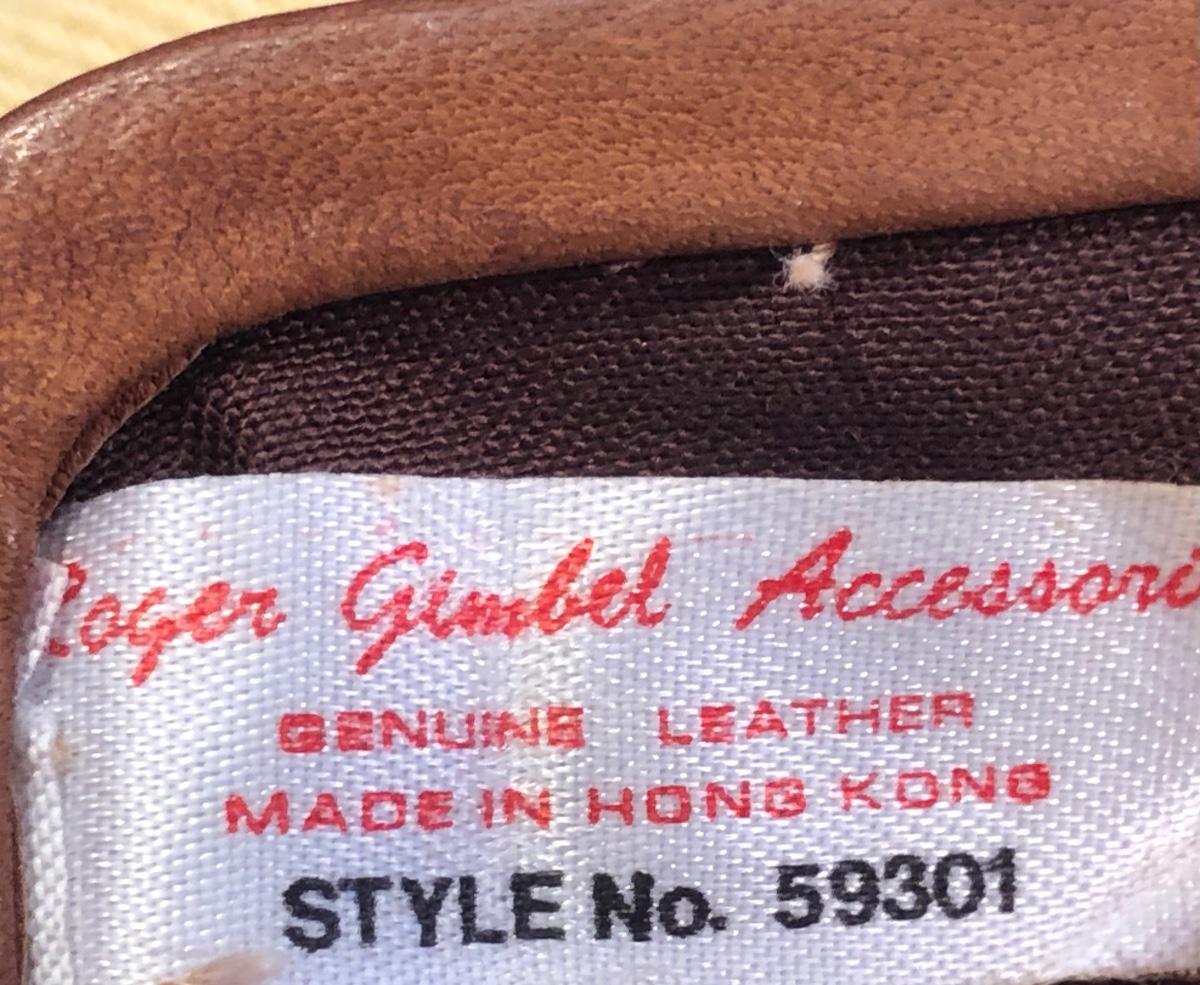 Roger Gimbel Accessori
GENUINE LEATHER
MADE IN HONG KONG
STYLE No. 59301